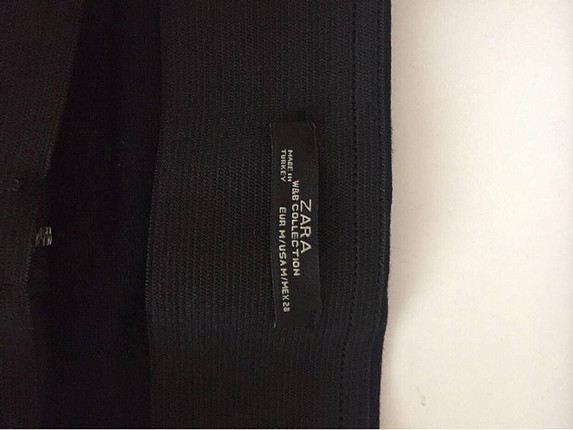 ZARA
W&B COLLECTION
EUR M/USA M/MEX 28
MADE IN
TURKEY